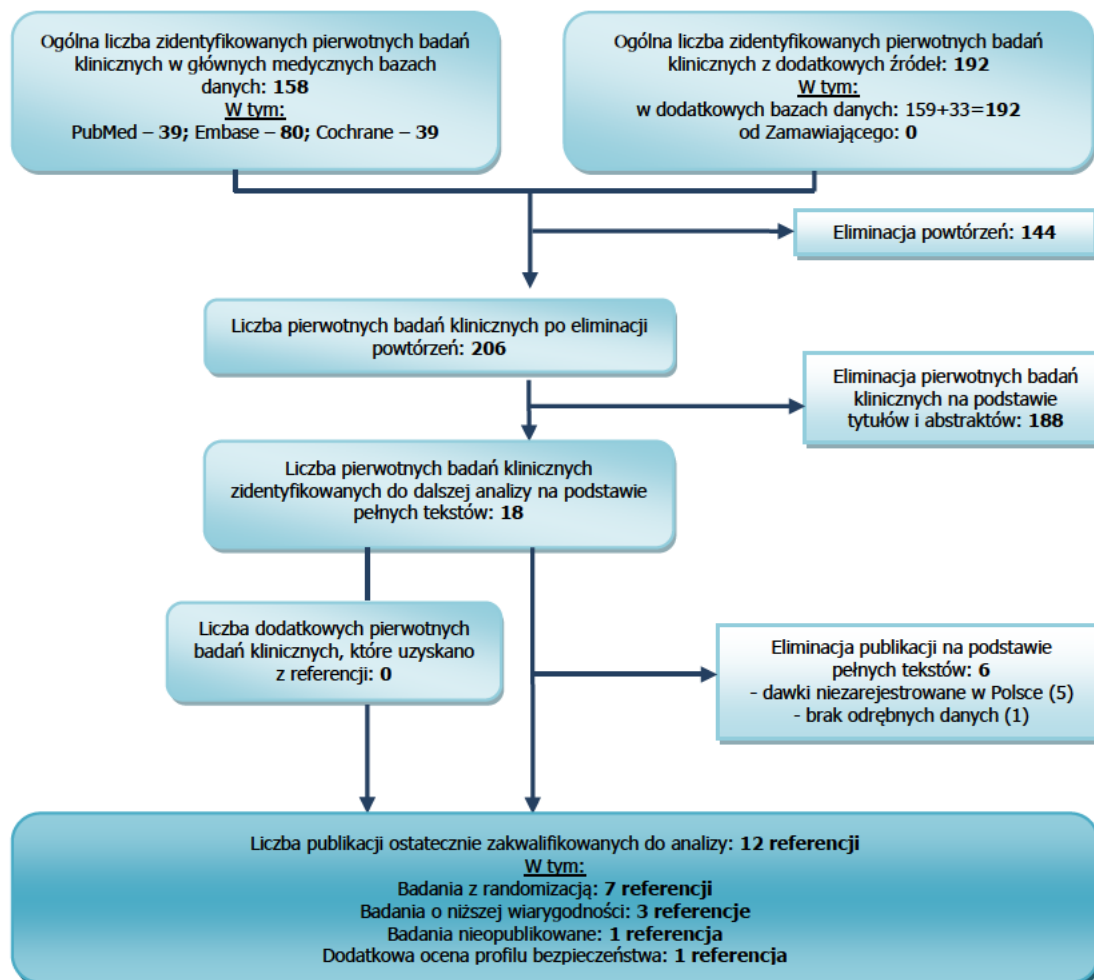 Ogólna liczba zidentyfikowanych pierwotnych badań
klinicznych w głównych medycznych bazach
danych: 158
W tym:
PubMed – 39; Embase – 80; Cochrane – 39
Ogólna liczba zidentyfikowanych pierwotnych badań
klinicznych z dodatkowych źródeł: 192
W tym:
w dodatkowych bazach danych: 159+33=192
od Zamawiającego: 0
Eliminacja powtórzeń: 144
Liczba pierwotnych badań klinicznych po eliminacji
powtórzeń: 206
Eliminacja pierwotnych badań
klinicznych na podstawie
tytułów i abstraktów: 188
Liczba pierwotnych badań klinicznych
zidentyfikowanych do dalszej analizy na podstawie
pełnych tekstów: 18
Liczba dodatkowych pierwotnych
badań klinicznych, które uzyskano
z referencji: 0
Eliminacja publikacji na podstawie
pełnych tekstów: 6
- dawki niezarejestrowane w Polsce (5)
- brak odrębnych danych (1)
Liczba publikacji ostatecznie zakwalifikowanych do analizy: 12 referencji
W tym:
Badania z randomizacją: 7 referencji
Badania o niższej wiarygodności: 3 referencje
Badania nieopublikowane: 1 referencja
Dodatkowa ocena profilu bezpieczeństwa: 1 referencja